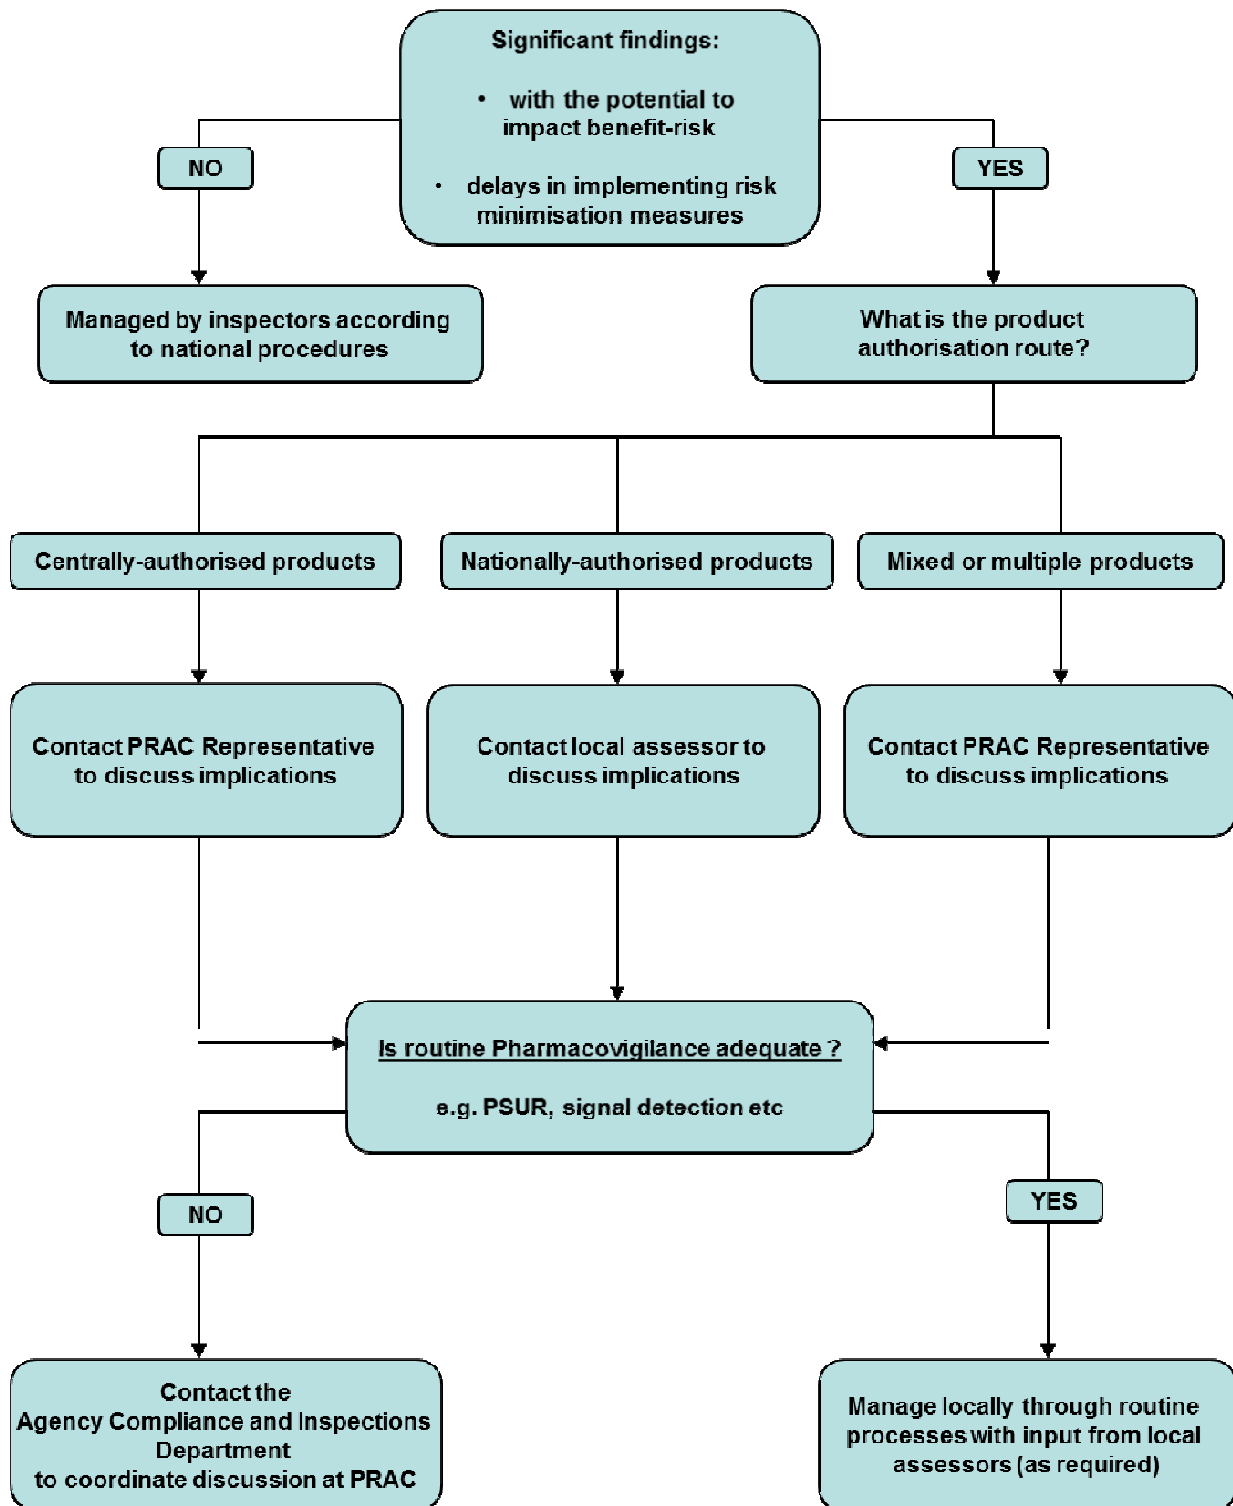 Significant findings:
• with the potential to
impact benefit-risk
• delays in implementing risk
minimisation measures
NO
YES
Managed by inspectors according
to national procedures
What is the product
authorisation route?
Centrally-authorised products
Nationally-authorised products
Mixed or multiple products
Contact PRAC Representative
to discuss implications
Contact local assessor to
discuss implications
Contact PRAC Representative
to discuss implications
Is routine Pharmacovigilance adequate ?
e.g. PSUR, signal detection etc
NO
YES
Contact the
Agency Compliance and Inspections
Department
to coordinate discussion at PRAC
Manage locally through routine
processes with input from local
assessors (as required)